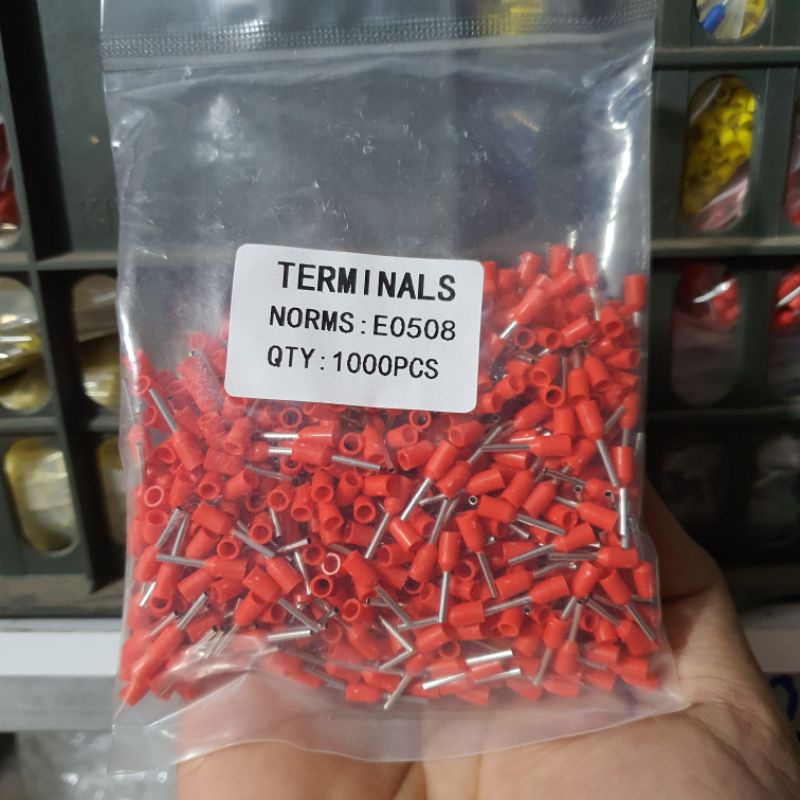 TERMINALS
NORMS:E0508
QTY:1000PCS